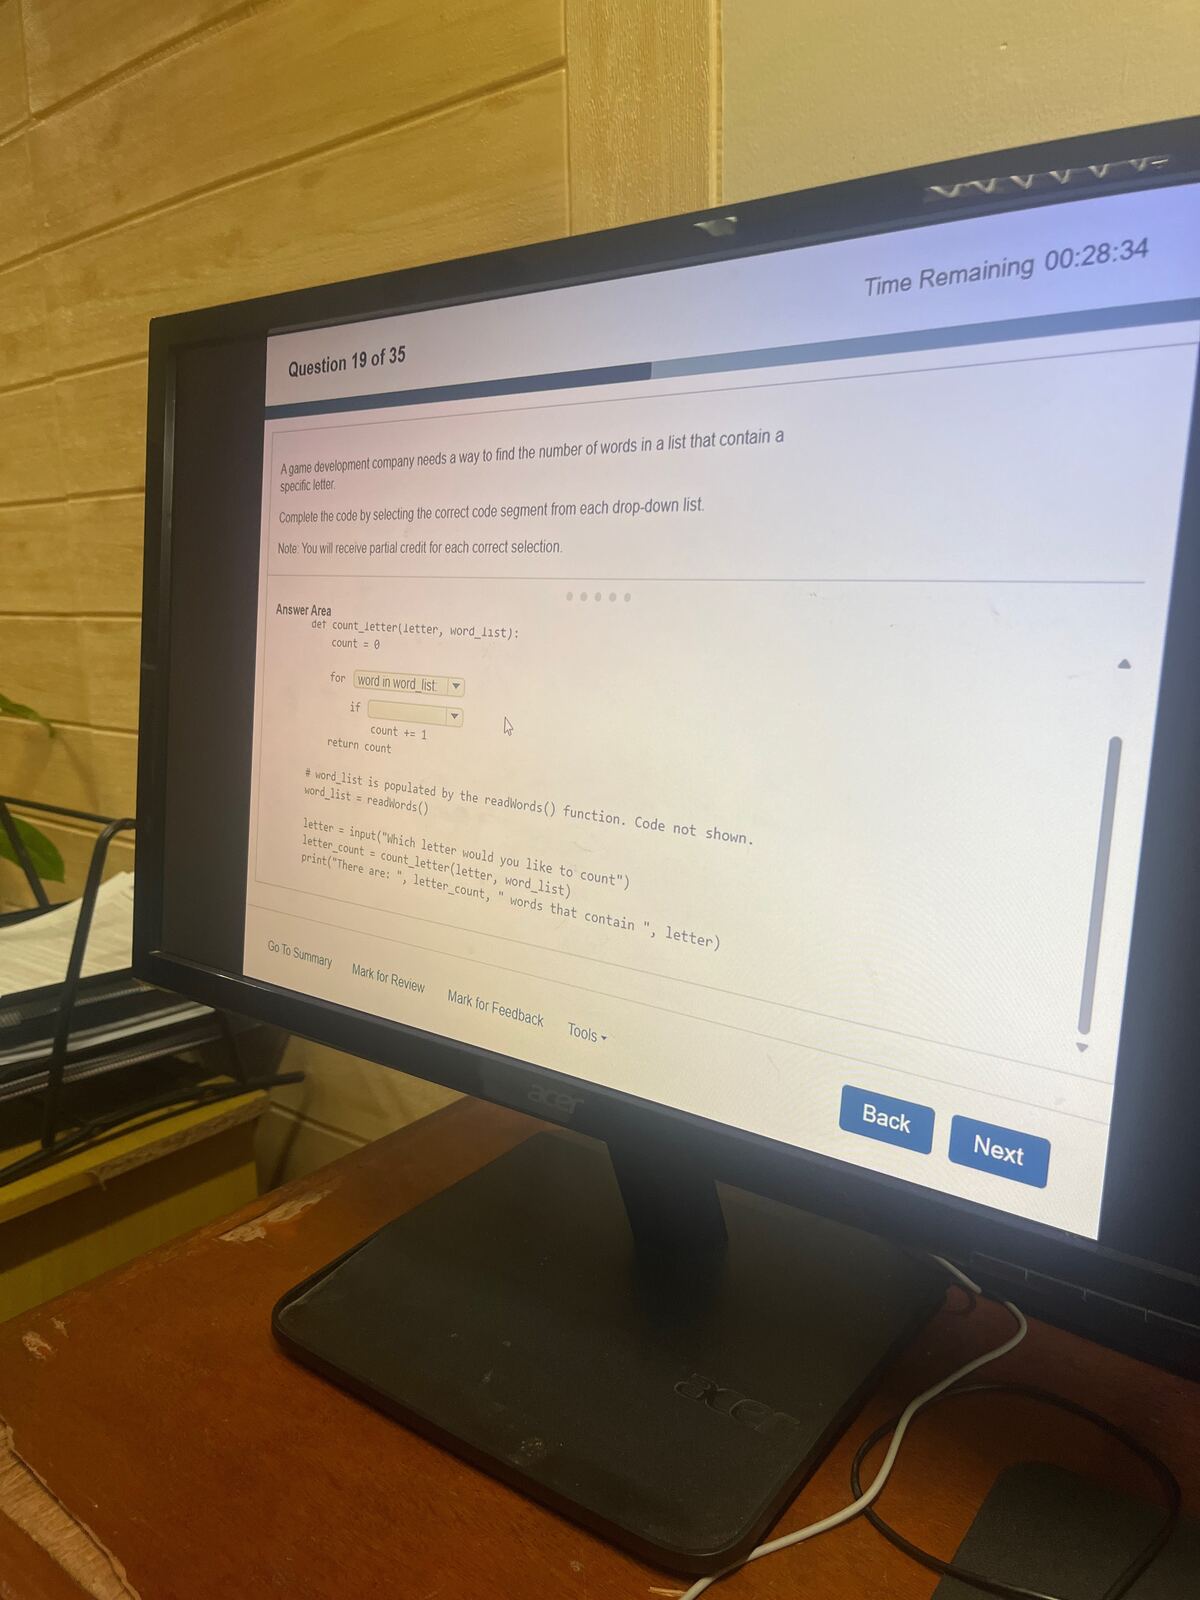 Time Remaining 00:28:34
Question 19 of 35
A game development company needs a way to find the number of words in a list that contain a
specific letter.
Complete the code by selecting the correct code segment from each drop-down list.
Note: You will receive partial credit for each correct selection.
Answer Area
def count_letter(letter, word_list):
count = 0
for word in word_list:
if
count += 1
return count
# word_list is populated by the readWords() function. Code not shown.
word_list = readWords()
letter = input("Which letter would you like to count")
letter_count = count_letter(letter, word_list)
print("There are: ", letter_count, " words that contain ", letter)
Go To Summary Mark for Review Mark for Feedback Tools
Back Next
acer
acer